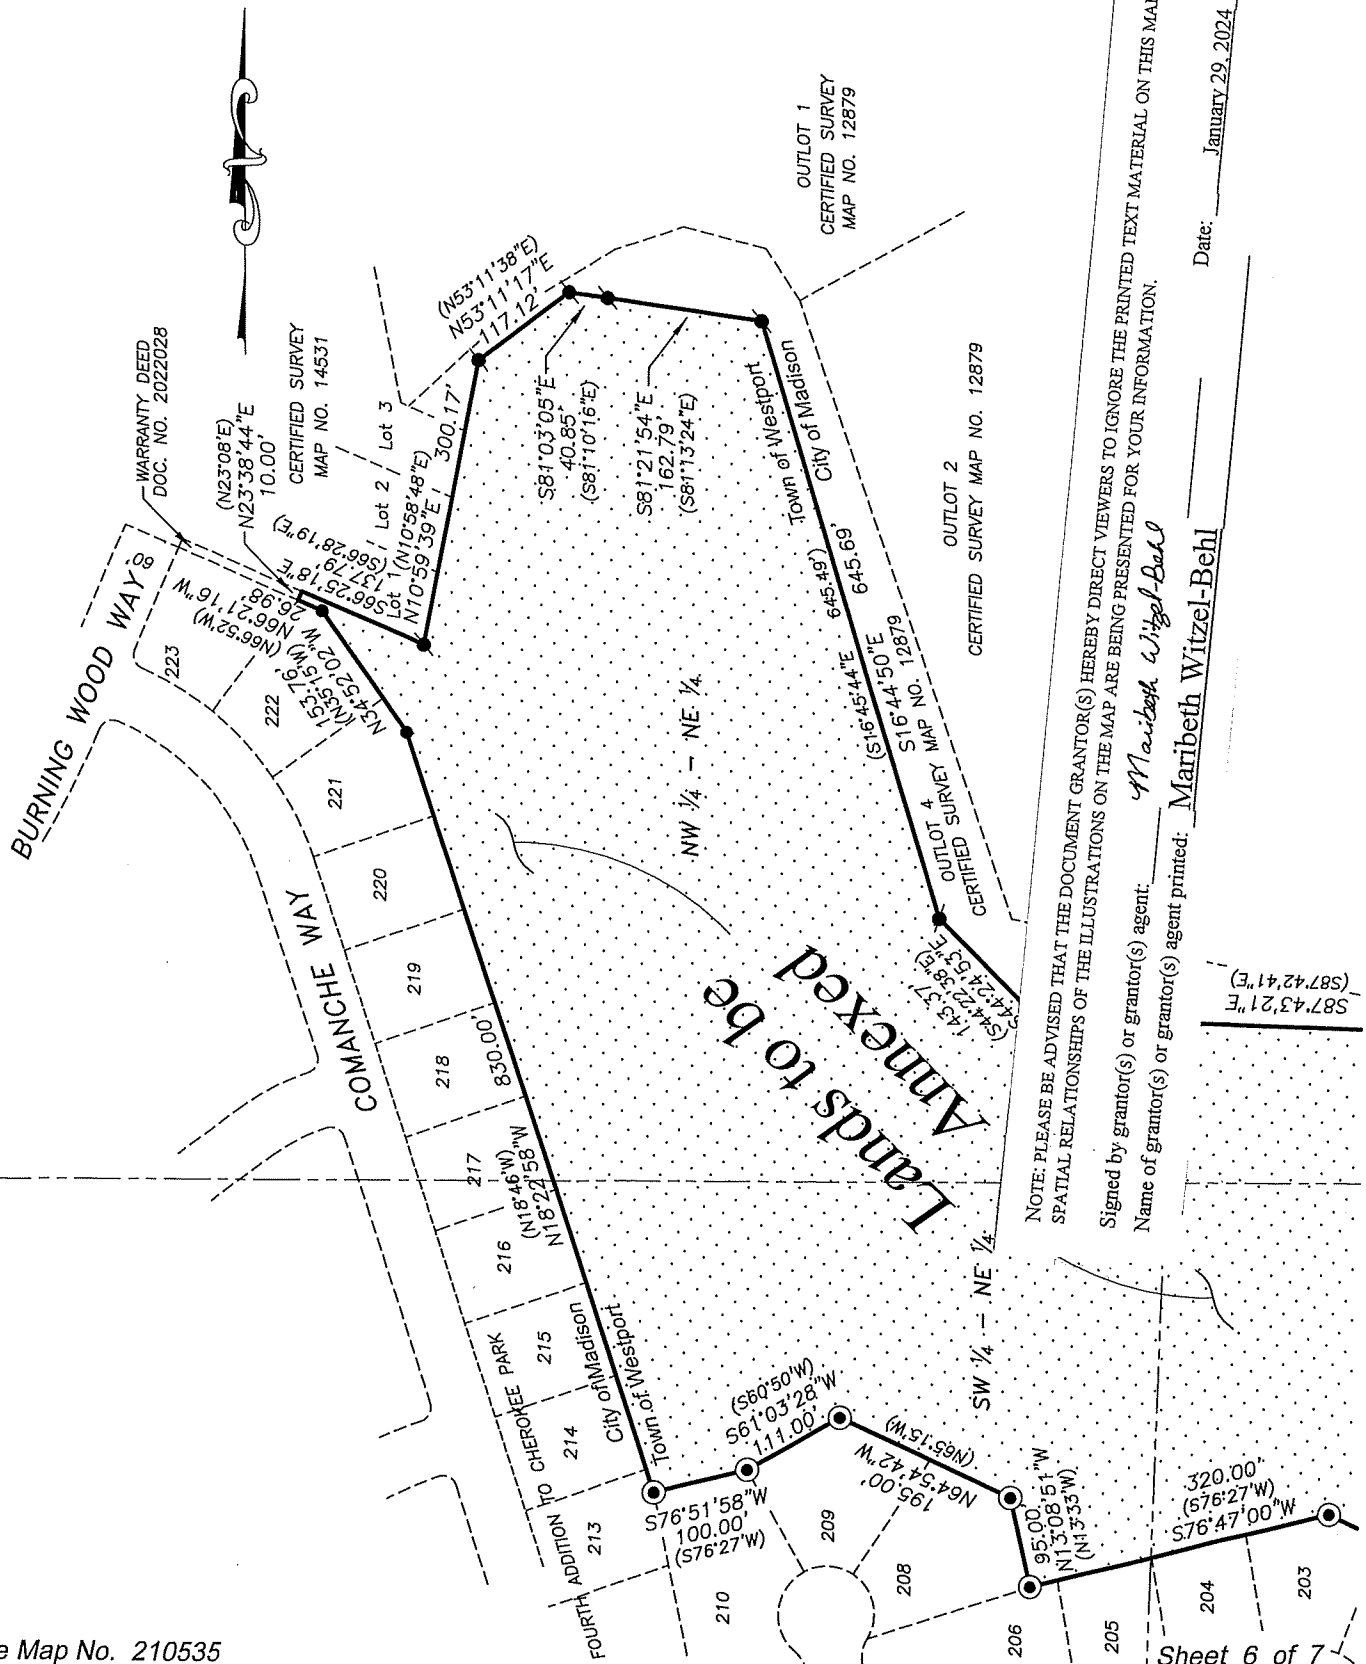 WARRANTY DEED
DOC. NO. 2022028
(N23°08'E)
N23°38'44"E
10.00'
CERTIFIED SURVEY
MAP NO. 14531
Lot 3
Lot 2
Lot 1
BURNING WOOD WAY
60'
223
222
221
220
219
218
217
216
215
214
213
COMANCHE WAY
FOURTH ADDITION TO CHEROKEE PARK
S66°25'18"E
137.79'
(S66°28'19"E)
26.98'
N66°21'16"W
(N66°52'W)
153.76'
(N35°15'W)
N34°52'02"W
(N10°58'48"E)
N10°59'39"E
300.17'
(N53°11'38"E)
N53°11'17"E
117.12'
S81°03'05"E
40.85'
(S81°10'16"E)
S81°21'54"E
162.79'
(S81°13'24"E)
OUTLOT 1
CERTIFIED SURVEY
MAP NO. 12879
Town of Westport
City of Madison
(S16°45'44"E 645.49')
S16°44'50"E 645.69'
OUTLOT 2
CERTIFIED SURVEY MAP NO. 12879
OUTLOT 4
CERTIFIED SURVEY MAP NO. 12879
NW ¼ - NE ¼
Lands to be
Annexed
143.37'
(S44°22'38"E)
S44°24'53"E
830.00'
(N18°46'W)
N18°22'58"W
City of Madison
Town of Westport
SW ¼ - NE ¼
S76°51'58"W
100.00'
(S76°27'W)
(S60°50'W)
S61°03'28"W
111.00'
195.00'
N64°54'42"W
(N65°15'W)
95.00'
N13°08'51"W
(N13°33'W)
320.00'
(S76°27'W)
S76°47'00"W
210
209
208
206
205
204
203
S87°43'21"E
(S87°42'41"E)
NOTE: PLEASE BE ADVISED THAT THE DOCUMENT GRANTOR(S) HEREBY DIRECT VIEWERS TO IGNORE THE PRINTED TEXT MATERIAL ON THIS MAP
SPATIAL RELATIONSHIPS OF THE ILLUSTRATIONS ON THE MAP ARE BEING PRESENTED FOR YOUR INFORMATION.
Signed by grantor(s) or grantor(s) agent: Maribeth Witzel-Behl
Name of grantor(s) or grantor(s) agent printed: Maribeth Witzel-Behl
Date: January 29, 2024
e Map No. 210535
Sheet 6 of 7